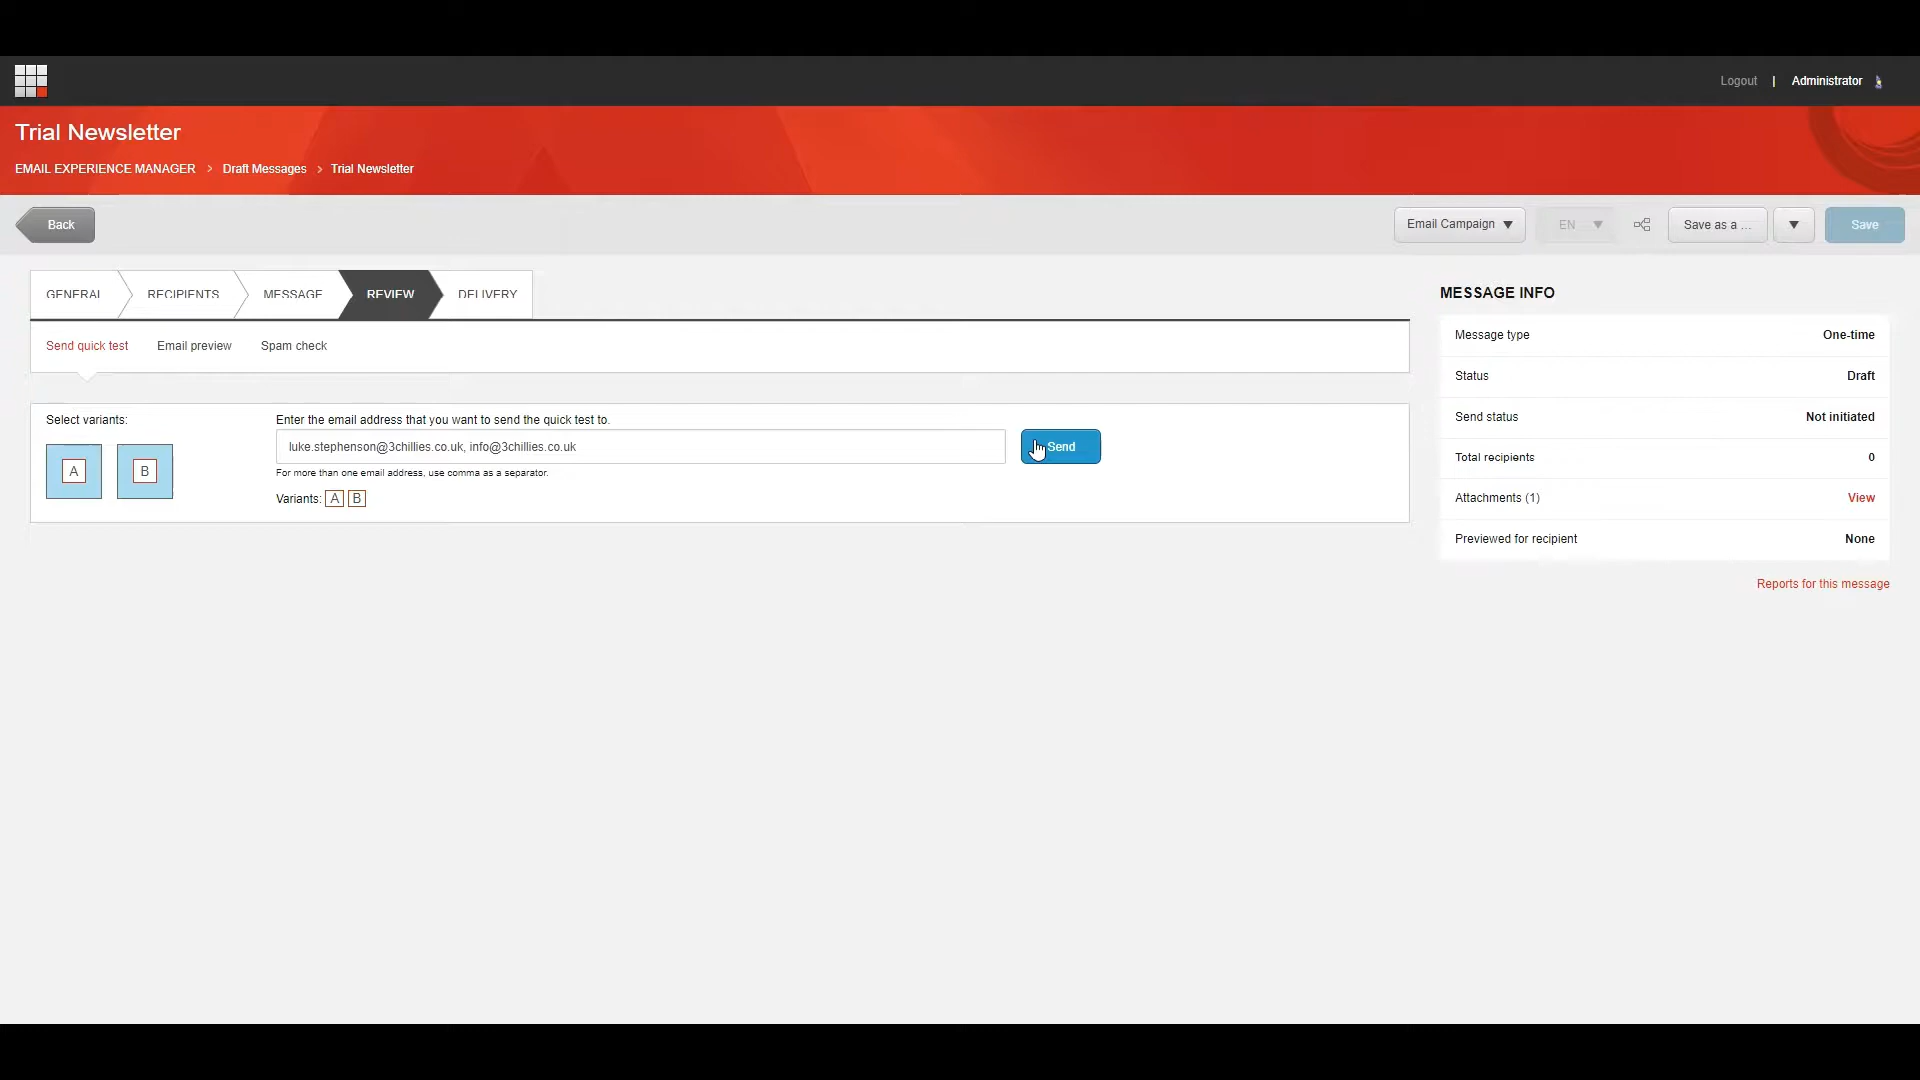 Logout | Administrator
Trial Newsletter
EMAIL EXPERIENCE MANAGER > Draft Messages > Trial Newsletter
Back
Email Campaign ▼ EN ▼ Save as a ... ▼ Save
GENERAL RECIPIENTS MESSAGE REVIEW DELIVERY
Send quick test Email preview Spam check
Select variants:
A B
Enter the email address that you want to send the quick test to.
luke.stephenson@3chillies.co.uk, info@3chillies.co.uk
Send
For more than one email address, use comma as a separator.
Variants: A B
MESSAGE INFO
Message type One-time
Status Draft
Send status Not initiated
Total recipients 0
Attachments (1) View
Previewed for recipient None
Reports for this message